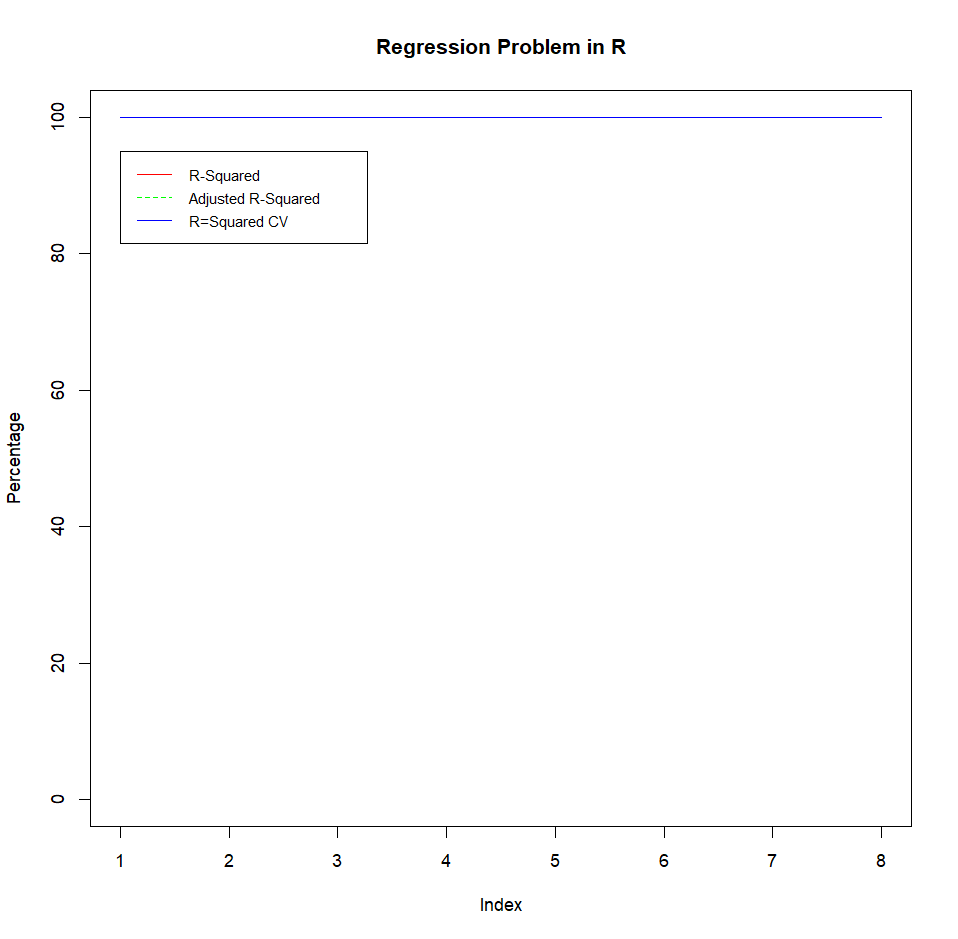 Regression Problem in R
100
80
60
40
20
0
Percentage
R-Squared
Adjusted R-Squared
R=Squared CV
1 2 3 4 5 6 7 8
Index